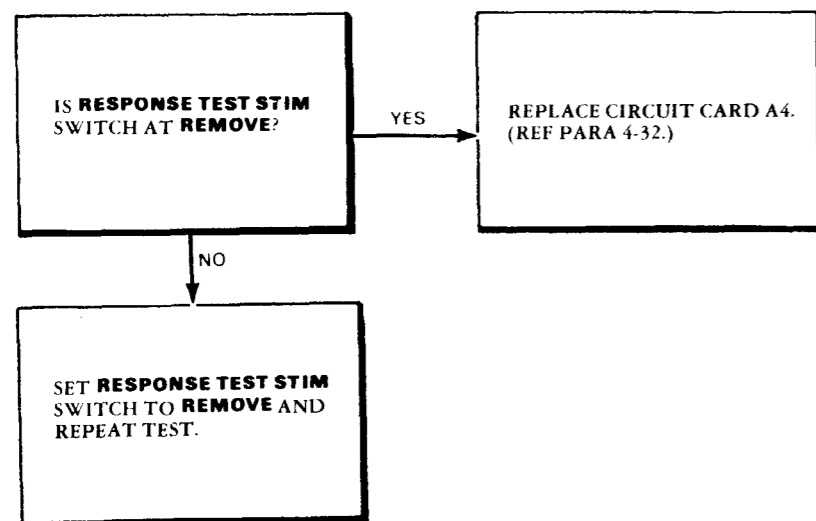 IS RESPONSE TEST STIM
SWITCH AT REMOVE?
YES
REPLACE CIRCUIT CARD A4.
(REF PARA 4-32.)
NO
SET RESPONSE TEST STIM
SWITCH TO REMOVE AND
REPEAT TEST.